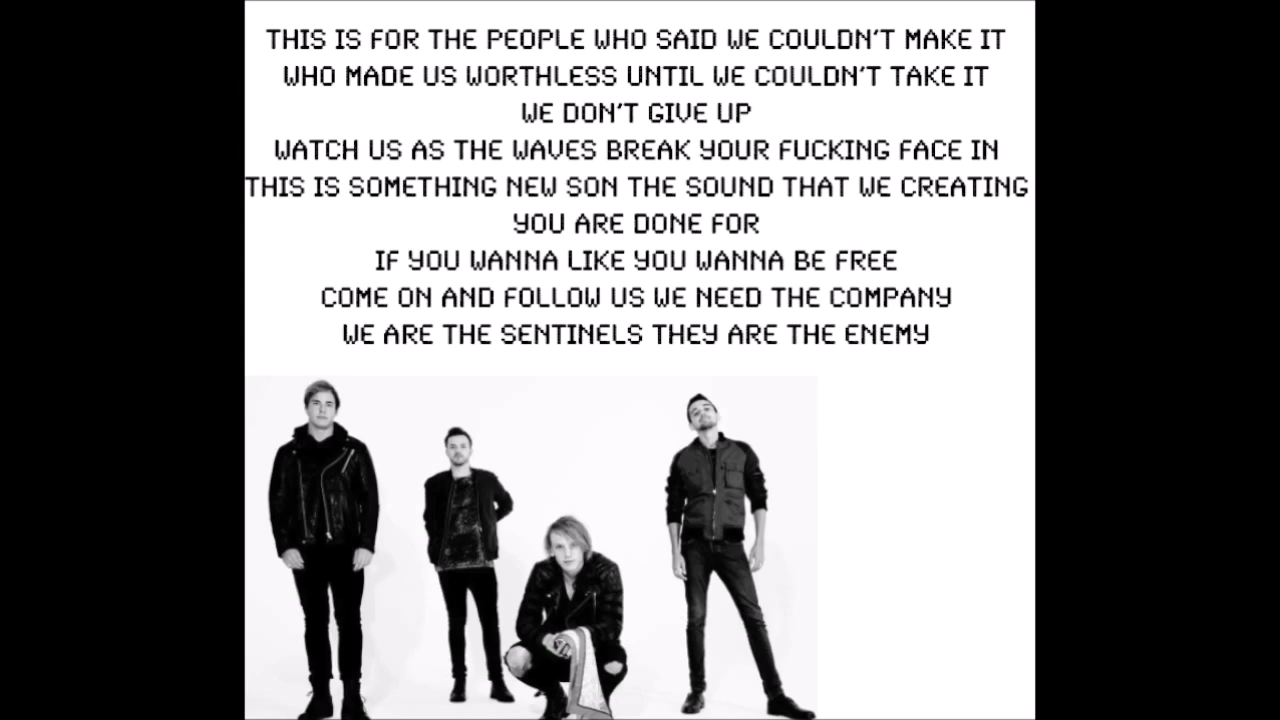 THIS IS FOR THE PEOPLE WHO SAID WE COULDN'T MAKE IT
WHO MADE US WORTHLESS UNTIL WE COULDN'T TAKE IT
WE DON'T GIVE UP
WATCH US AS THE WAVES BREAK YOUR FUCKING FACE IN
THIS IS SOMETHING NEW SON THE SOUND THAT WE CREATING
YOU ARE DONE FOR
IF YOU WANNA LIKE YOU WANNA BE FREE
COME ON AND FOLLOW US WE NEED THE COMPANY
WE ARE THE SENTINELS THEY ARE THE ENEMY